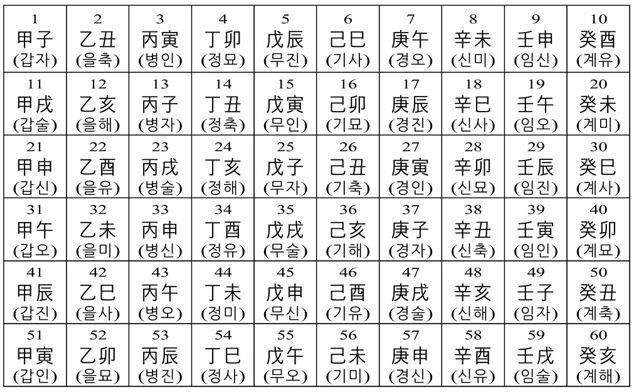 1 2 3 4 5 6 7 8 9 10
甲子 乙丑 丙寅 丁卯 戊辰 己巳 庚午 辛未 壬申 癸酉
(갑자) (을축) (병인) (정묘) (무진) (기사) (경오) (신미) (임신) (계유)
11 12 13 14 15 16 17 18 19 20
甲戌 乙亥 丙子 丁丑 戊寅 己卯 庚辰 辛巳 壬午 癸未
(갑술) (을해) (병자) (정축) (무인) (기묘) (경진) (신사) (임오) (계미)
21 22 23 24 25 26 27 28 29 30
甲申 乙酉 丙戌 丁亥 戊子 己丑 庚寅 辛卯 壬辰 癸巳
(갑신) (을유) (병술) (정해) (무자) (기축) (경인) (신묘) (임진) (계사)
31 32 33 34 35 36 37 38 39 40
甲午 乙未 丙申 丁酉 戊戌 己亥 庚子 辛丑 壬寅 癸卯
(갑오) (을미) (병신) (정유) (무술) (기해) (경자) (신축) (임인) (계묘)
41 42 43 44 45 46 47 48 49 50
甲辰 乙巳 丙午 丁未 戊申 己酉 庚戌 辛亥 壬子 癸丑
(갑진) (을사) (병오) (정미) (무신) (기유) (경술) (신해) (임자) (계축)
51 52 53 54 55 56 57 58 59 60
甲寅 乙卯 丙辰 丁巳 戊午 己未 庚申 辛酉 壬戌 癸亥
(갑인) (을묘) (병진) (정사) (무오) (기미) (경신) (신유) (임술) (계해)